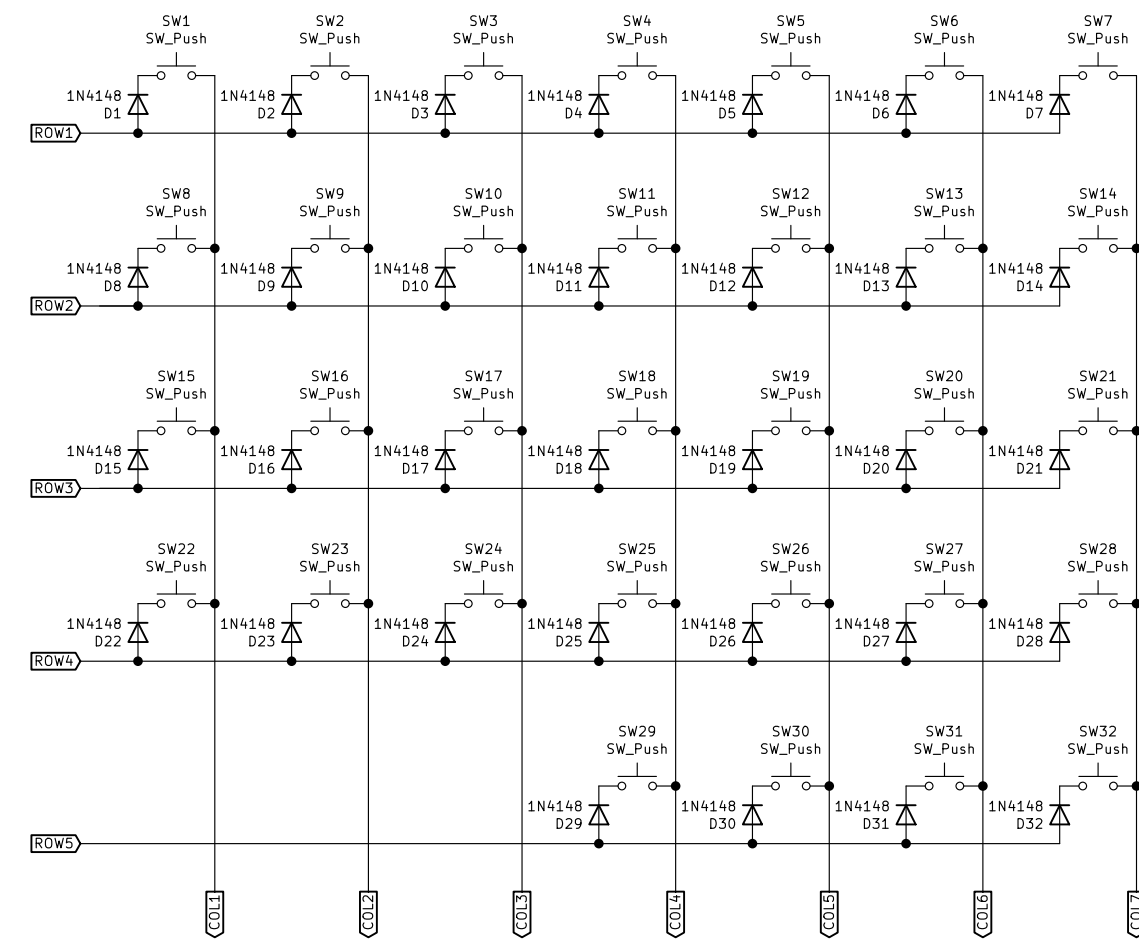 SW1 SW2 SW3 SW4 SW5 SW6 SW7
SW_Push SW_Push SW_Push SW_Push SW_Push SW_Push SW_Push
1N4148 1N4148 1N4148 1N4148 1N4148 1N4148 1N4148
D1 D2 D3 D4 D5 D6 D7
ROW1
SW8 SW9 SW10 SW11 SW12 SW13 SW14
SW_Push SW_Push SW_Push SW_Push SW_Push SW_Push SW_Push
1N4148 1N4148 1N4148 1N4148 1N4148 1N4148 1N4148
D8 D9 D10 D11 D12 D13 D14
ROW2
SW15 SW16 SW17 SW18 SW19 SW20 SW21
SW_Push SW_Push SW_Push SW_Push SW_Push SW_Push SW_Push
1N4148 1N4148 1N4148 1N4148 1N4148 1N4148 1N4148
D15 D16 D17 D18 D19 D20 D21
ROW3
SW22 SW23 SW24 SW25 SW26 SW27 SW28
SW_Push SW_Push SW_Push SW_Push SW_Push SW_Push SW_Push
1N4148 1N4148 1N4148 1N4148 1N4148 1N4148 1N4148
D22 D23 D24 D25 D26 D27 D28
ROW4
SW29 SW30 SW31 SW32
SW_Push SW_Push SW_Push SW_Push
1N4148 1N4148 1N4148 1N4148
D29 D30 D31 D32
ROW5
COL1 COL2 COL3 COL4 COL5 COL6 COL7